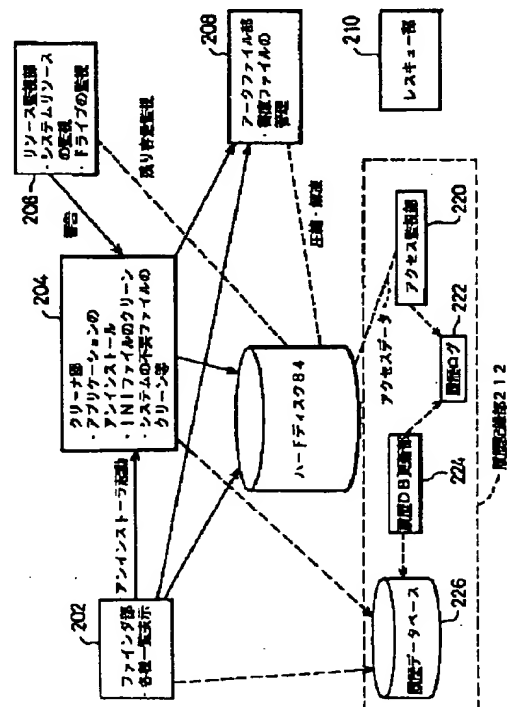 202
ファインダ部
・各種一覧表示
アンインストーラ起動
204
クリーナ部
・アプリケーションの
アンインストール
・INIファイルのクリーン
・システムの不要ファイルの
クリーン等
206
リソース監視部
・システムリソース
の監視
・ドライブの監視
警告
残り容量監視
208
アークファイル部
・書庫ファイルの
管理
圧縮・解凍
210
レスキュー部
ハードディスク84
アクセスデータ
アクセス監視部
220
222
履歴ログ
履歴DB更新部
224
履歴データベース
226
履歴記録部212